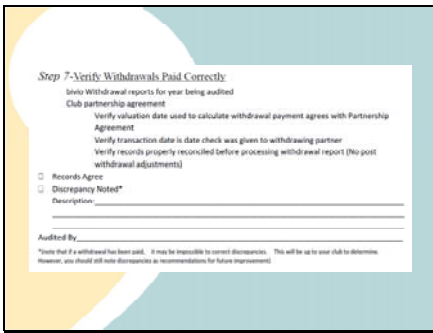 Step 7-Verify Withdrawals Paid Correctly
bivio Withdrawal reports for year being audited
Club partnership agreement
Verify valuation date used to calculate withdrawal payment agrees with Partnership
Agreement
Verify transaction date is date check was given to withdrawing partner
Verify records properly reconciled before processing withdrawal report (No post
withdrawal adjustments)
Records Agree
Discrepancy Noted*
Description:
Audited By
*(note that if a withdrawal has been paid, it may be impossible to correct discrepancies. This will be up to your club to determine.
However, you should still note discrepancies as recommendations for future improvement)